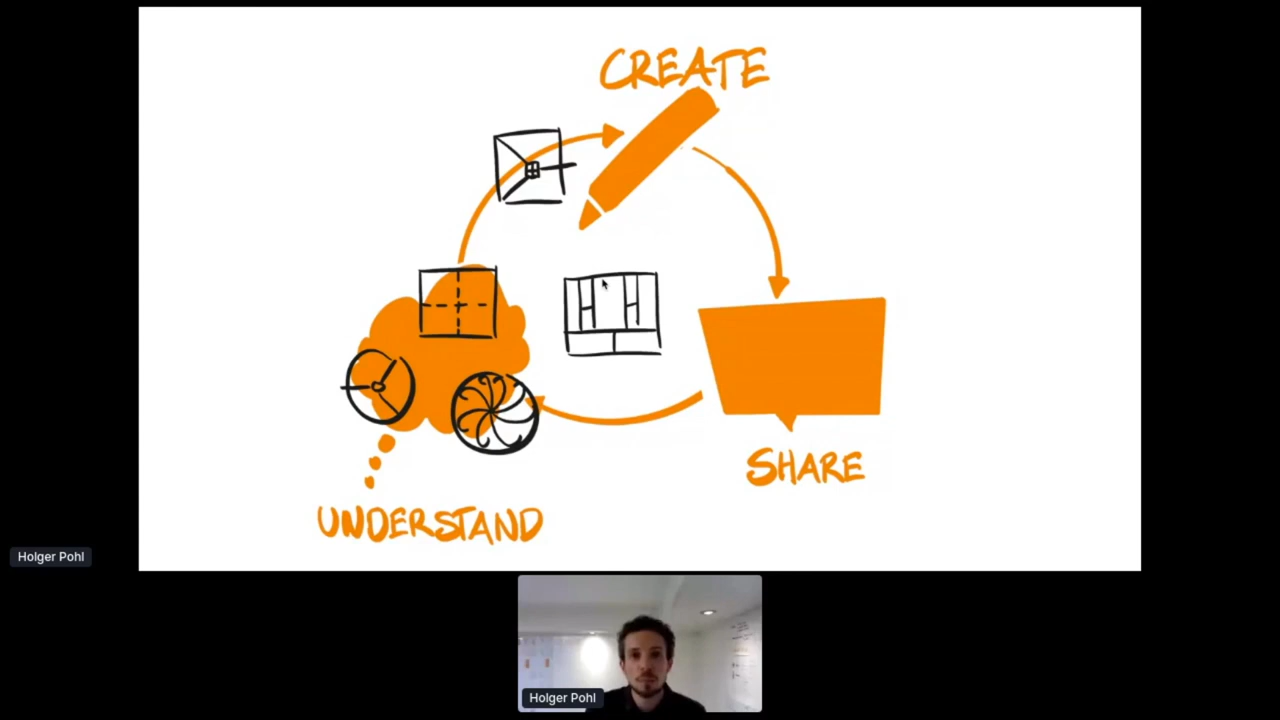 CREATE
SHARE
UNDERSTAND
Holger Pohl
Holger Pohl